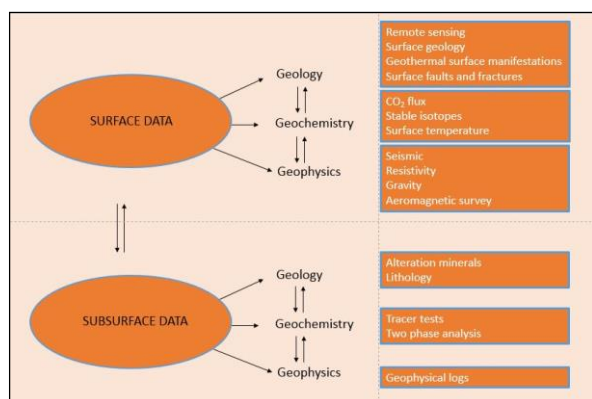 SURFACE DATA
Geology
Geochemistry
Geophysics
Remote sensing
Surface geology
Geothermal surface manifestations
Surface faults and fractures
CO₂ flux
Stable isotopes
Surface temperature
Seismic
Resistivity
Gravity
Aeromagnetic survey
SUBSURFACE DATA
Geology
Geochemistry
Geophysics
Alteration minerals
Lithology
Tracer tests
Two phase analysis
Geophysical logs